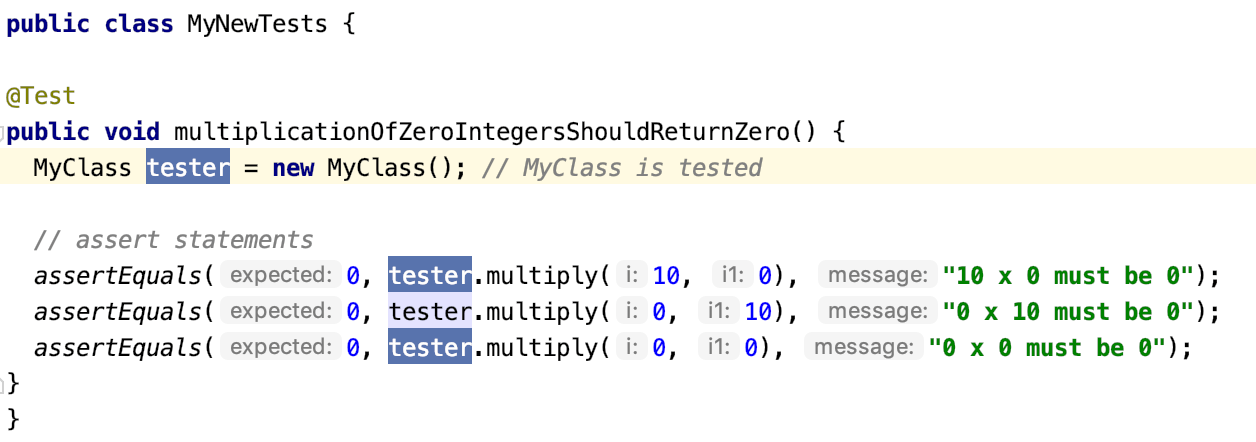 public class MyNewTests {
@Test
public void multiplicationOfZeroIntegersShouldReturnZero() {
MyClass tester = new MyClass(); // MyClass is tested
// assert statements
assertEquals( expected: 0, tester.multiply( i: 10, i1: 0), message: "10 x 0 must be 0");
assertEquals( expected: 0, tester.multiply( i: 0, i1: 10), message: "0 x 10 must be 0");
assertEquals( expected: 0, tester.multiply( i: 0, i1: 0), message: "0 x 0 must be 0");
}
}